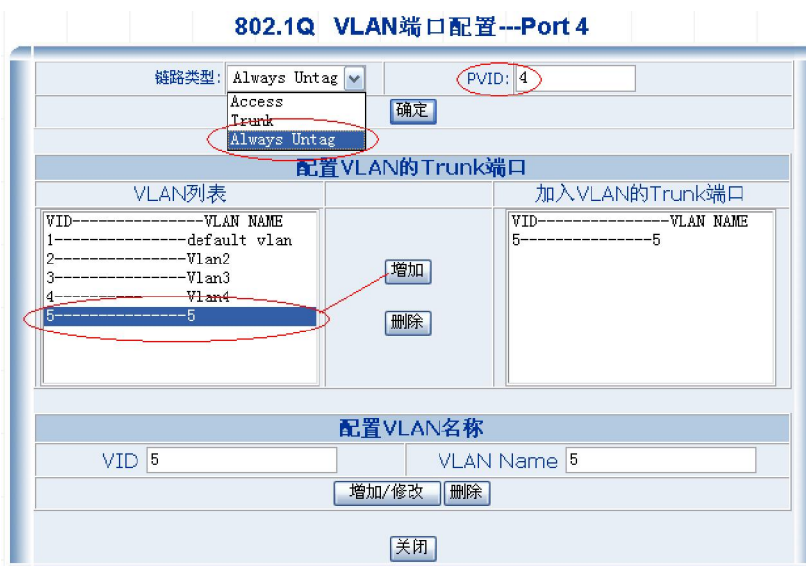 802.1Q VLAN端口配置---Port 4
链路类型: Always Untag PVID: 4
Access
Trunk
Always Untag
确定
配置VLAN的Trunk端口
VLAN列表 加入VLAN的Trunk端口
VID----------------VLAN NAME VID----------------VLAN NAME
1----------------default vlan 5----------------5
2----------------Vlan2
3----------------Vlan3
4----------------Vlan4
5----------------5
增加
删除
配置VLAN名称
VID 5 VLAN Name 5
增加/修改 删除
关闭